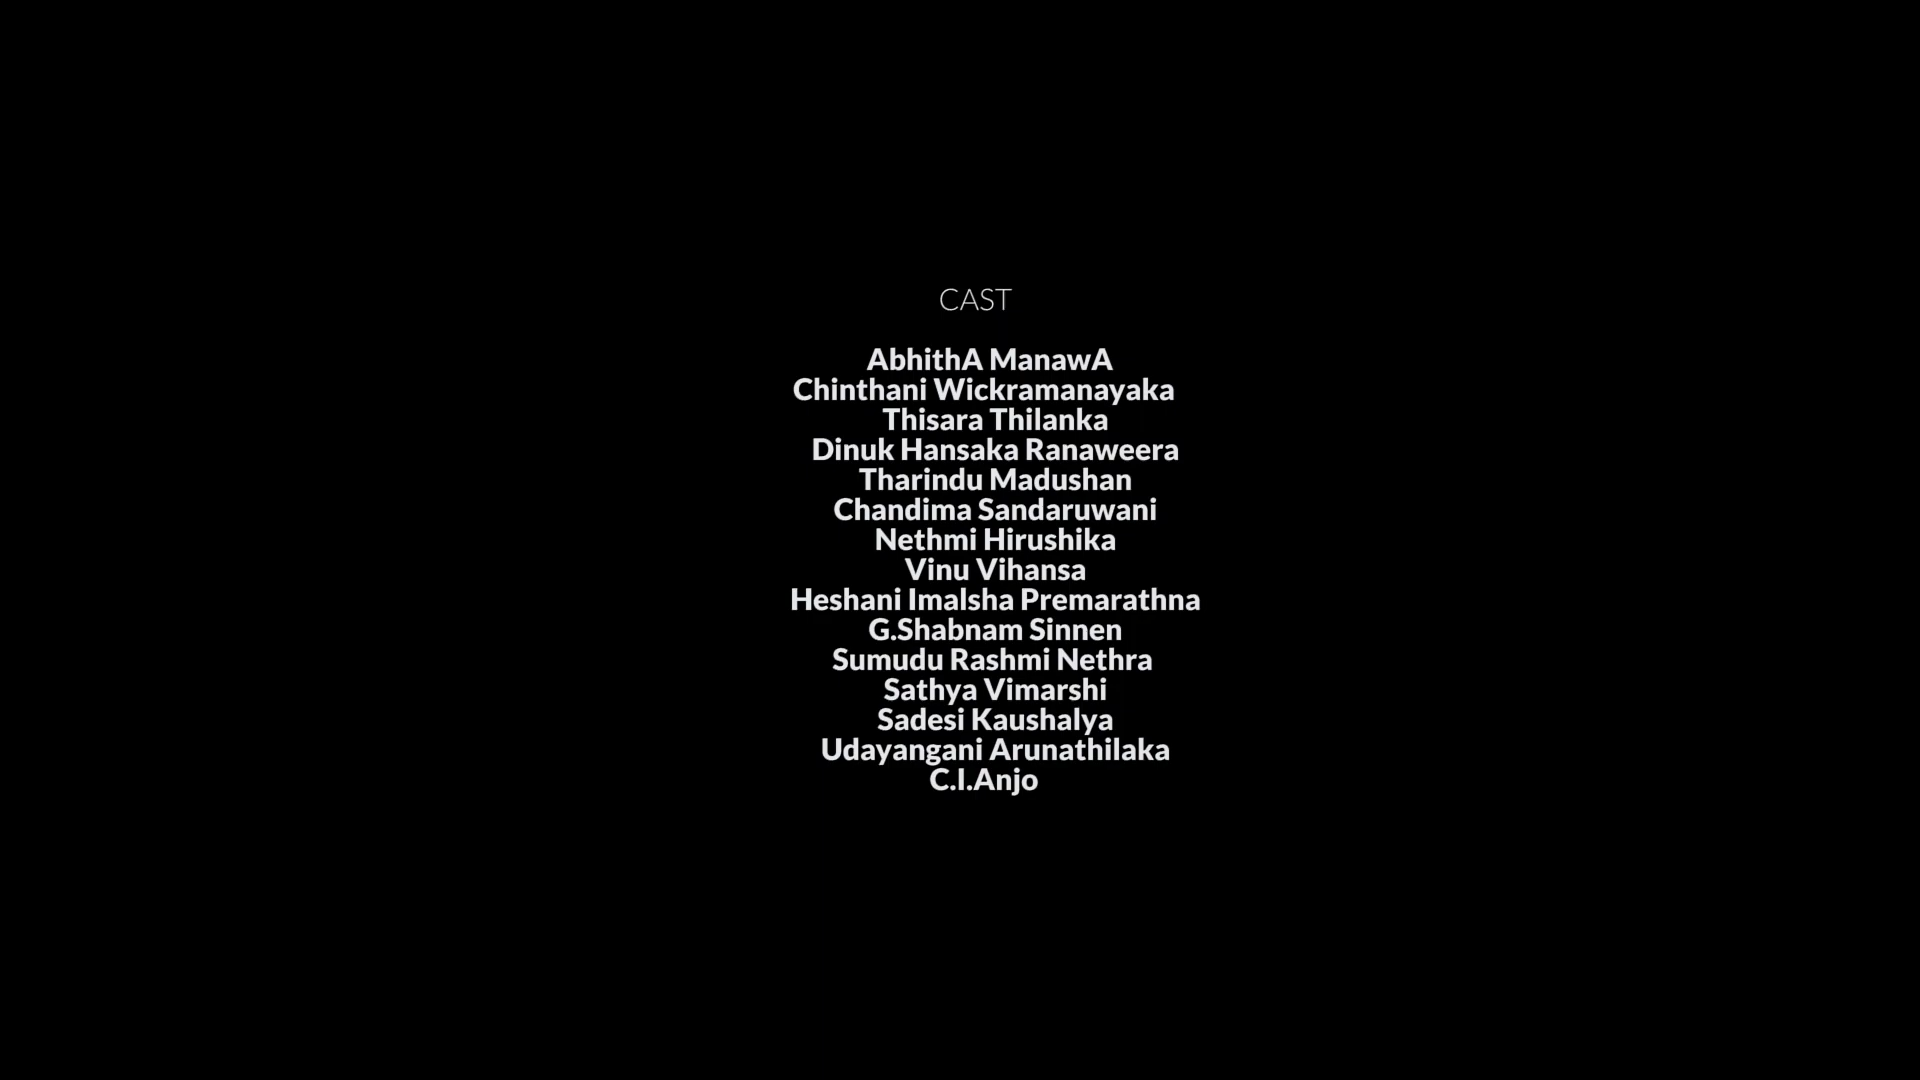 CAST
AbhithA ManawA
Chinthani Wickramanayaka
Thisara Thilanka
Dinuk Hansaka Ranaweera
Tharindu Madushan
Chandima Sandaruwani
Nethmi Hirushika
Vinu Vihansa
Heshani Imalsha Premarathna
G.Shabnam Sinnen
Sumudu Rashmi Nethra
Sathya Vimarshi
Sadesi Kaushalya
Udayangani Arunathilaka
C.I.Anjo